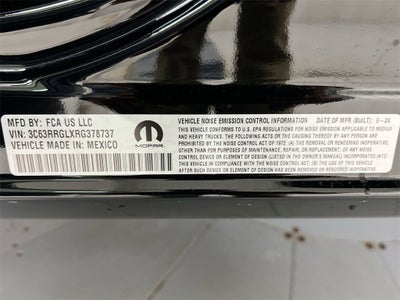 MFD BY: FCA US LLC
VIN: 3C63RRGLXRG378737
VEHICLE MADE IN: MEXICO
MOPAR
VEHICLE NOISE EMISSION CONTROL INFORMATION DATE OF MFR (BUILT): 6-24
THIS VEHICLE CONFORMS TO U.S. EPA REGULATIONS FOR NOISE EMISSION APPLICABLE TO MEDIUM
AND HEAVY TRUCKS. THE FOLLOWING ACTS OR THE CAUSING THEREOF BY ANY PERSON ARE
PROHIBITED BY THE NOISE CONTROL ACT OF 1972: (A) THE REMOVAL OR RENDERING
INOPERATIVE, OTHER THAN FOR PURPOSES OF MAINTENANCE, REPAIR, OR REPLACEMENT, OF ANY
NOISE CONTROL DEVICE OR ELEMENT OF DESIGN (LISTED IN THE OWNER'S MANUAL) INCORPORATED
INTO THIS VEHICLE IN COMPLIANCE WITH THE NOISE CONTROL ACT; (B) THE USE OF THIS VEHICLE
AFTER SUCH DEVICE OR ELEMENT OF DESIGN HAS BEEN REMOVED OR RENDERED INOPERATIVE.